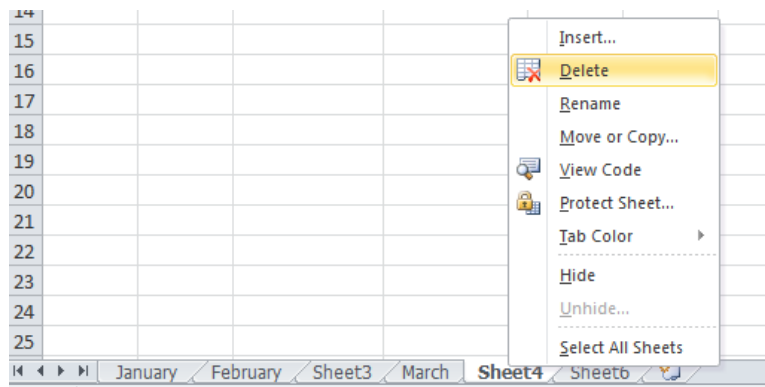 14
15
16
17
18
19
20
21
22
23
24
25
Insert...
Delete
Rename
Move or Copy...
View Code
Protect Sheet...
Tab Color
Hide
Unhide...
Select All Sheets
January February Sheet3 March Sheet4 Sheet6